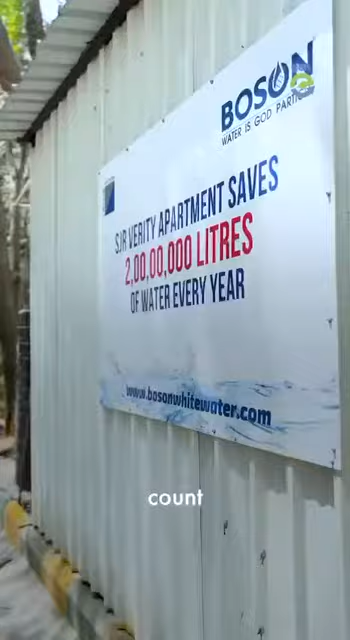 BOSON
WATER IS GOD PARTICLE
SJR VERITY APARTMENT SAVES
2,00,00,000 LITRES
OF WATER EVERY YEAR
www.bosonwhitewater.com
count